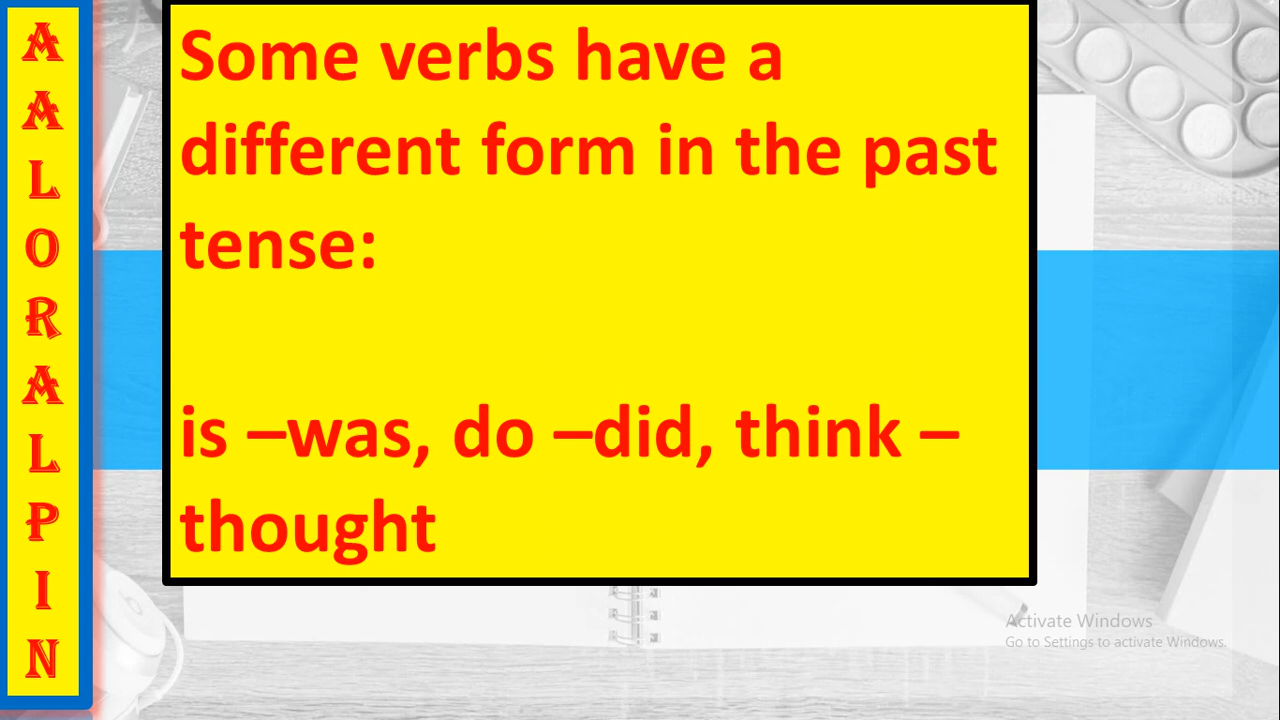 AALORALPIN
Some verbs have a
different form in the past
tense:
is –was, do –did, think –
thought
Activate Windows
Go to Settings to activate Windows.